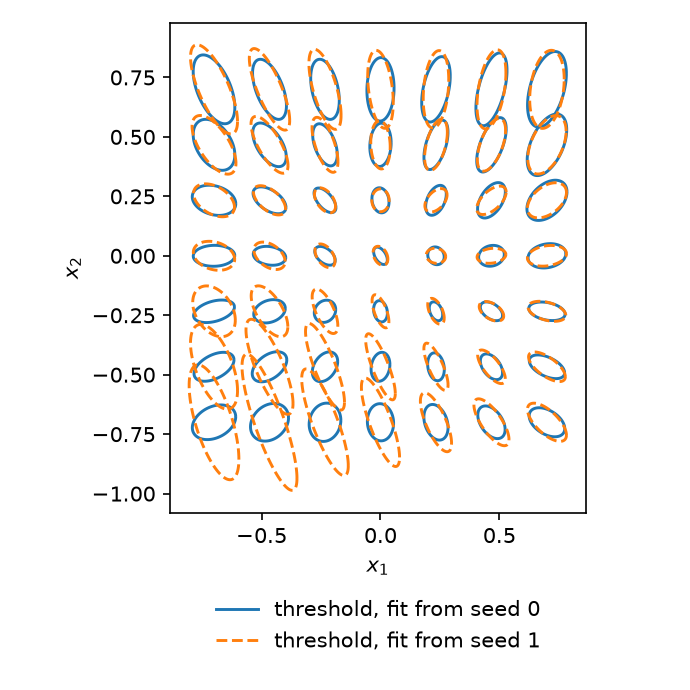 0.75
0.50
0.25
0.00
−0.25
−0.50
−0.75
−1.00
x₂
−0.5 0.0 0.5
x₁
threshold, fit from seed 0
threshold, fit from seed 1